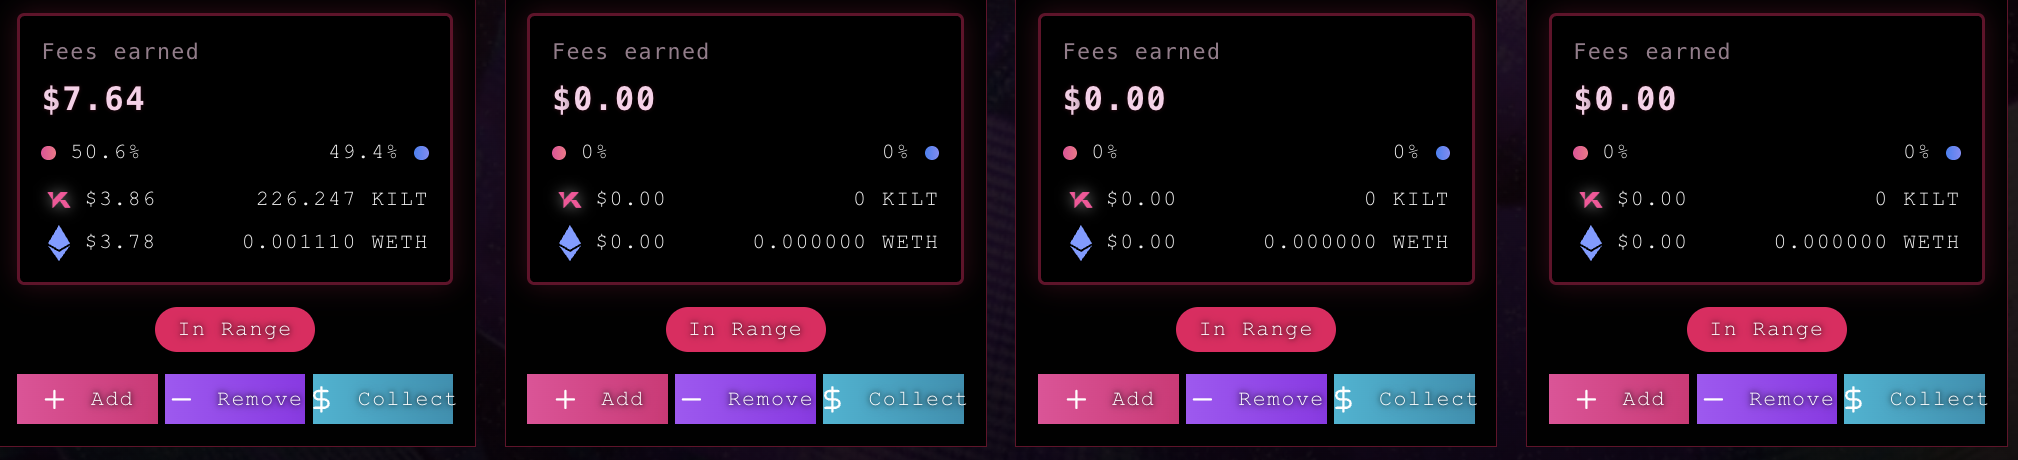 Fees earned
$7.64
50.6% 49.4%
$3.86 226.247 KILT
$3.78 0.001110 WETH
In Range
+ Add − Remove $ Collect
Fees earned
$0.00
0% 0%
$0.00 0 KILT
$0.00 0.000000 WETH
In Range
+ Add − Remove $ Collect
Fees earned
$0.00
0% 0%
$0.00 0 KILT
$0.00 0.000000 WETH
In Range
+ Add − Remove $ Collect
Fees earned
$0.00
0% 0%
$0.00 0 KILT
$0.00 0.000000 WETH
In Range
+ Add − Remove $ Collect